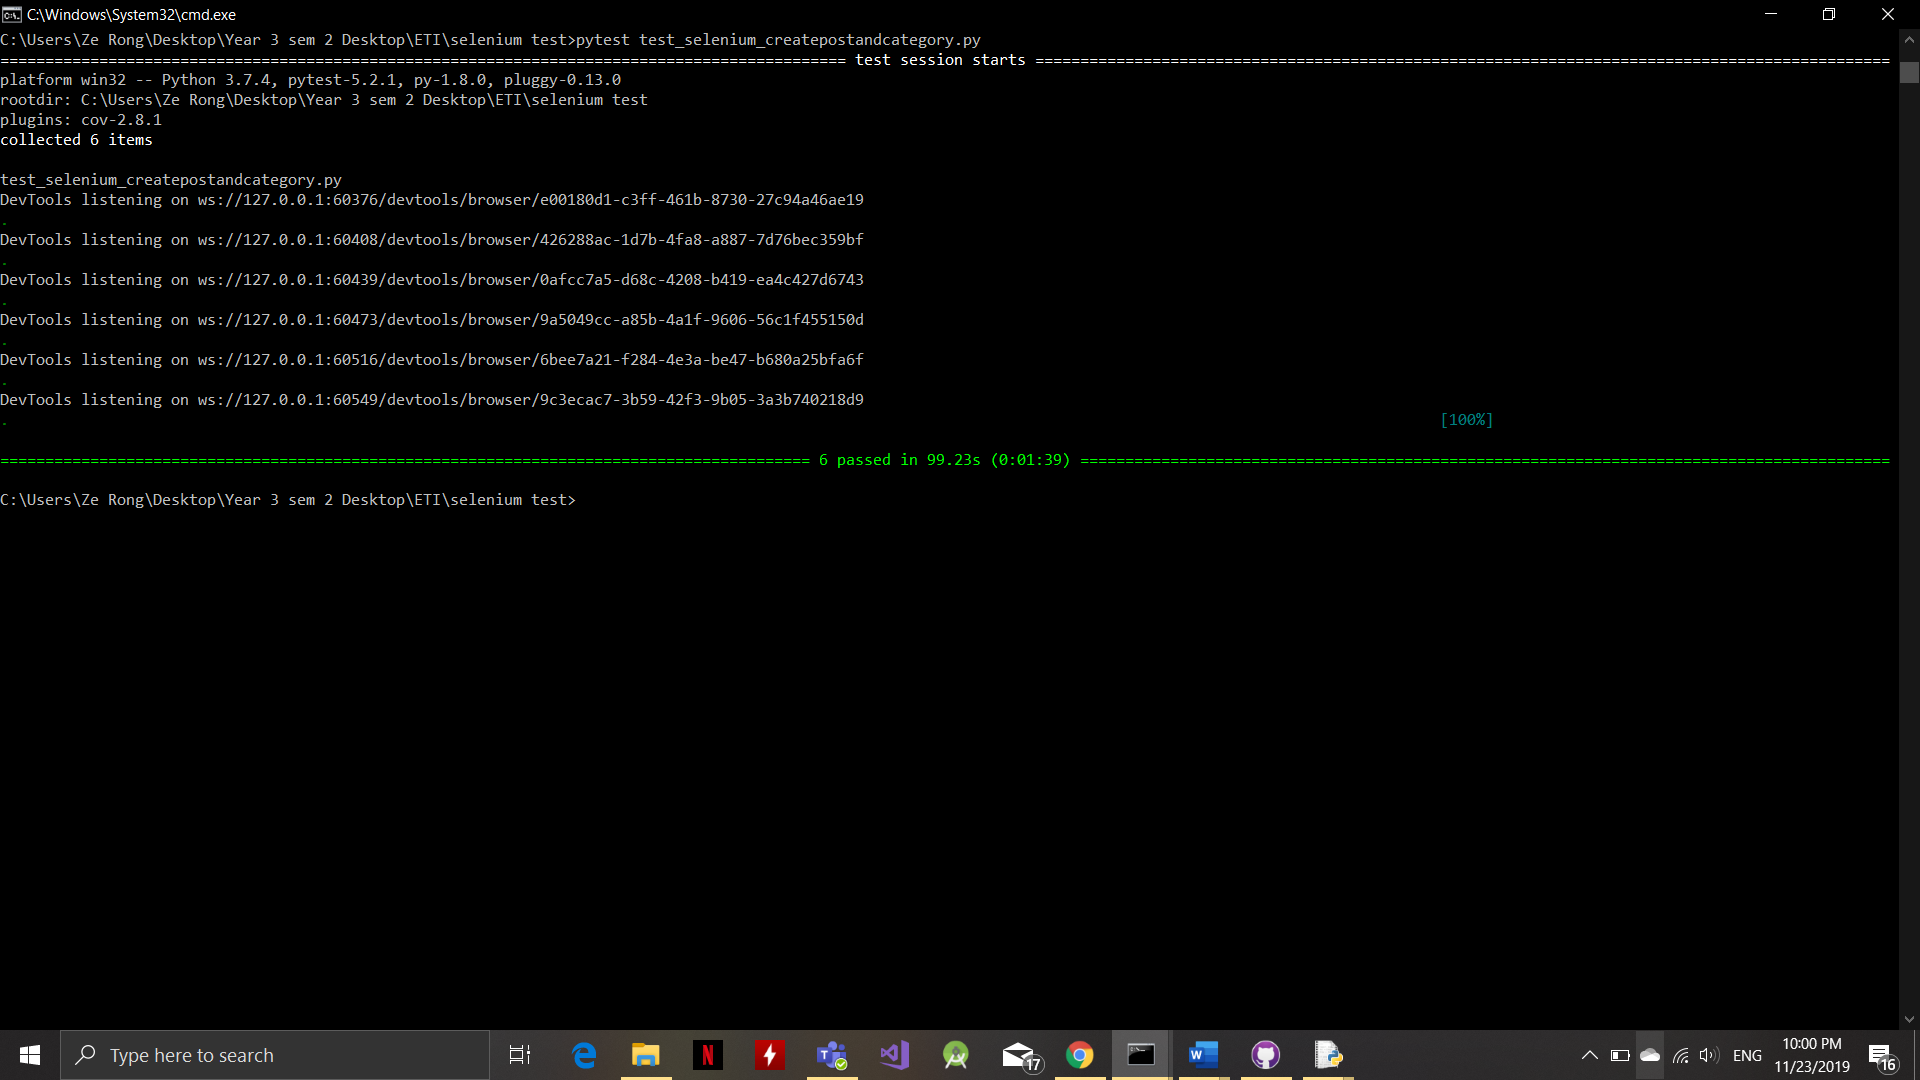 C:\Windows\System32\cmd.exe
C:\Users\Ze Rong\Desktop\Year 3 sem 2 Desktop\ETI\selenium test>pytest test_selenium_createpostandcategory.py
============================================================================================== test session starts ===============================================================================================
platform win32 -- Python 3.7.4, pytest-5.2.1, py-1.8.0, pluggy-0.13.0
rootdir: C:\Users\Ze Rong\Desktop\Year 3 sem 2 Desktop\ETI\selenium test
plugins: cov-2.8.1
collected 6 items
test_selenium_createpostandcategory.py
DevTools listening on ws://127.0.0.1:60376/devtools/browser/e00180d1-c3ff-461b-8730-27c94a46ae19
.
DevTools listening on ws://127.0.0.1:60408/devtools/browser/426288ac-1d7b-4fa8-a887-7d76bec359bf
.
DevTools listening on ws://127.0.0.1:60439/devtools/browser/0afcc7a5-d68c-4208-b419-ea4c427d6743
.
DevTools listening on ws://127.0.0.1:60473/devtools/browser/9a5049cc-a85b-4a1f-9606-56c1f455150d
.
DevTools listening on ws://127.0.0.1:60516/devtools/browser/6bee7a21-f284-4e3a-be47-b680a25bfa6f
.
DevTools listening on ws://127.0.0.1:60549/devtools/browser/9c3ecac7-3b59-42f3-9b05-3a3b740218d9
. [100%]
========================================================================================== 6 passed in 99.23s (0:01:39) ==========================================================================================
C:\Users\Ze Rong\Desktop\Year 3 sem 2 Desktop\ETI\selenium test>
Type here to search
17
ENG
10:00 PM
11/23/2019
16